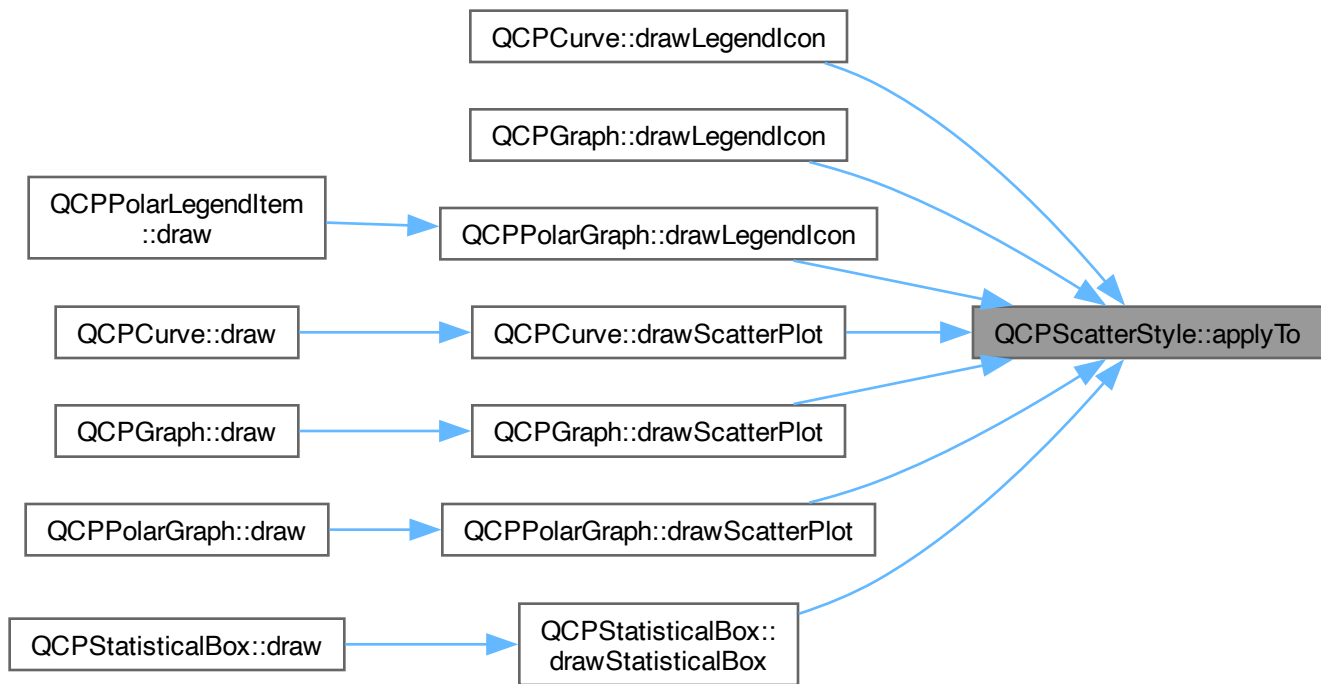 QCPCurve::drawLegendIcon
QCPGraph::drawLegendIcon
QCPPolarLegendItem
::draw
QCPPolarGraph::drawLegendIcon
QCPCurve::draw
QCPCurve::drawScatterPlot
QCPScatterStyle::applyTo
QCPGraph::draw
QCPGraph::drawScatterPlot
QCPPolarGraph::draw
QCPPolarGraph::drawScatterPlot
QCPStatisticalBox::draw
QCPStatisticalBox::
drawStatisticalBox